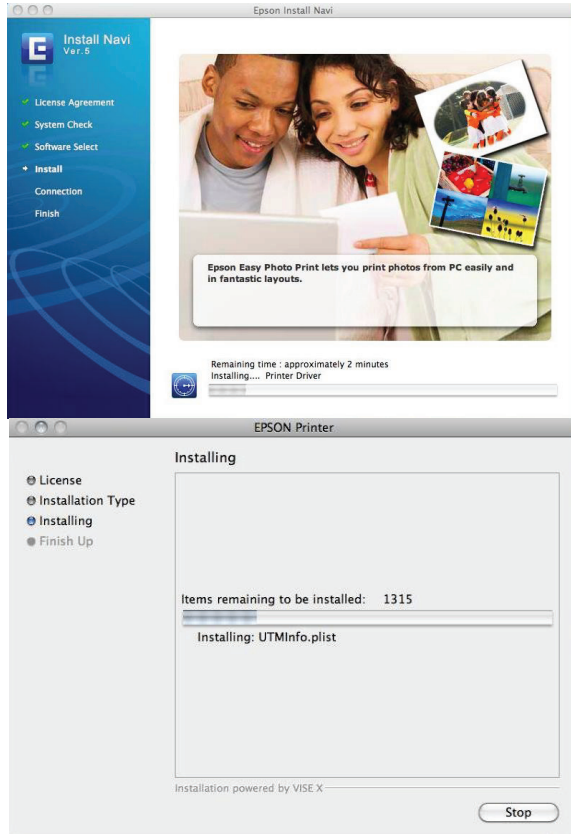 Epson Install Navi
Install Navi
Ver.5
License Agreement
System Check
Software Select
Install
Connection
Finish
Epson Easy Photo Print lets you print photos from PC easily and
in fantastic layouts.
Remaining time : approximately 2 minutes
Installing.... Printer Driver
EPSON Printer
Installing
License
Installation Type
Installing
Finish Up
Items remaining to be installed: 1315
Installing: UTMInfo.plist
Installation powered by VISE X
Stop